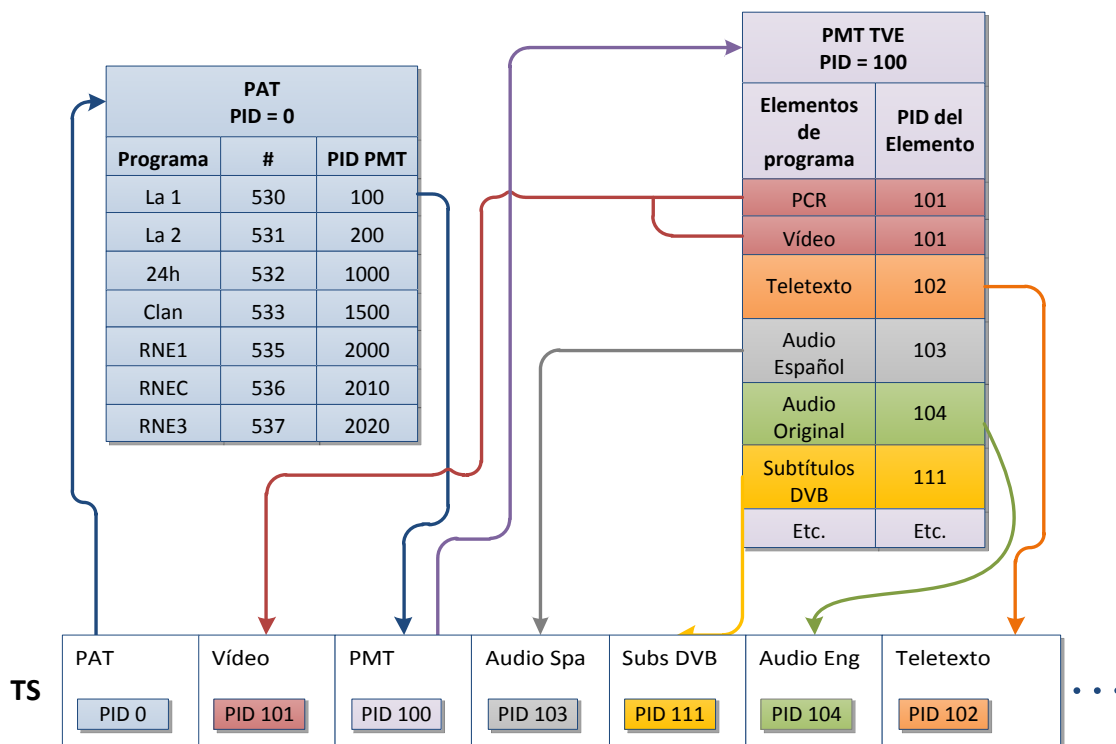 PAT
PID = 0
Programa # PID PMT
La 1 530 100
La 2 531 200
24h 532 1000
Clan 533 1500
RNE1 535 2000
RNEC 536 2010
RNE3 537 2020
PMT TVE
PID = 100
Elementos
de
programa
PID del
Elemento
PCR 101
Vídeo 101
Teletexto 102
Audio
Español
103
Audio
Original
104
Subtítulos
DVB
111
Etc. Etc.
TS
PAT Vídeo PMT Audio Spa Subs DVB Audio Eng Teletexto
PID 0 PID 101 PID 100 PID 103 PID 111 PID 104 PID 102
. . .